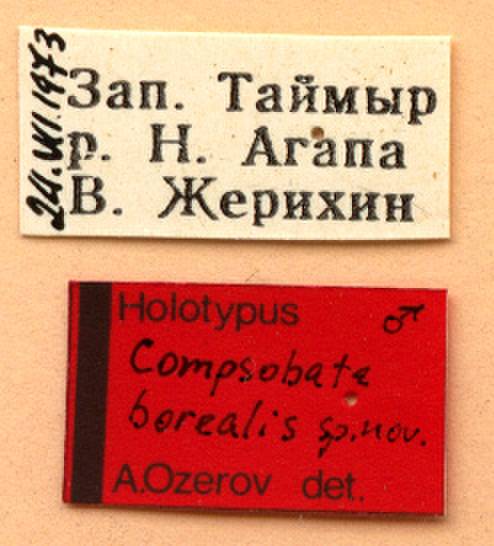 24.VII.1973
Зап. Таймыр
р. Н. Агапа
В. Жерихин
Holotypus ♂
Compsobata
borealis sp.nov.
A.Ozerov det.